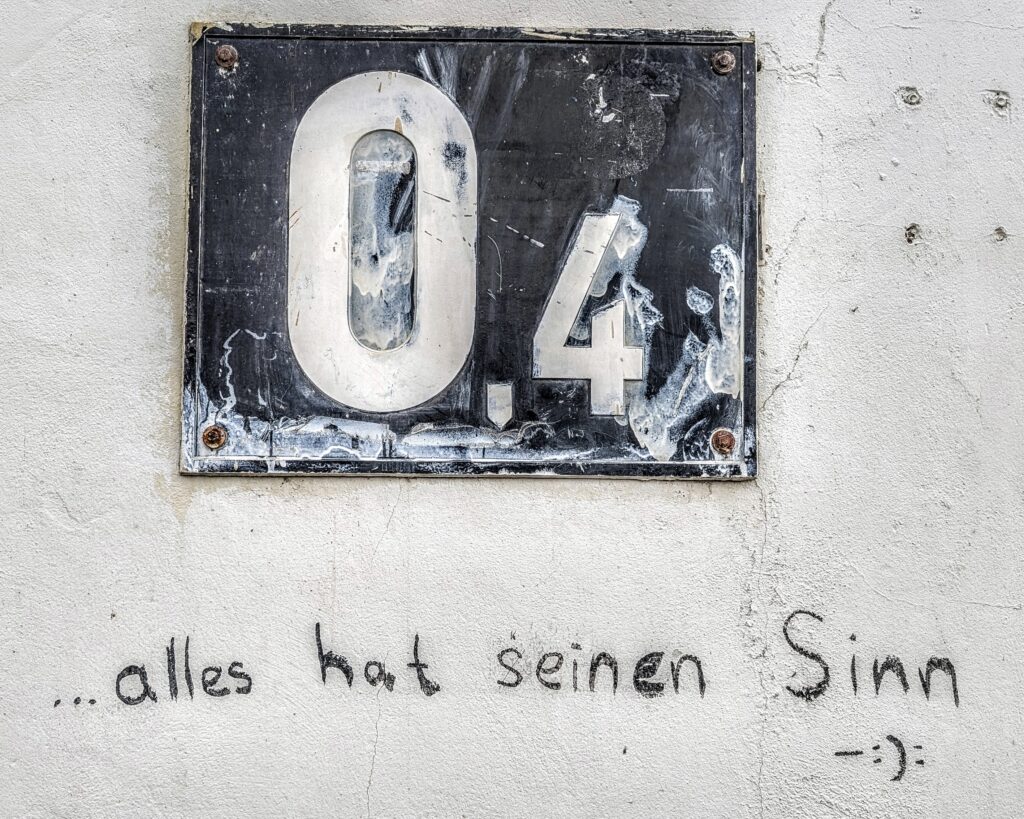 0.4
...alles hat seinen Sinn
-:):